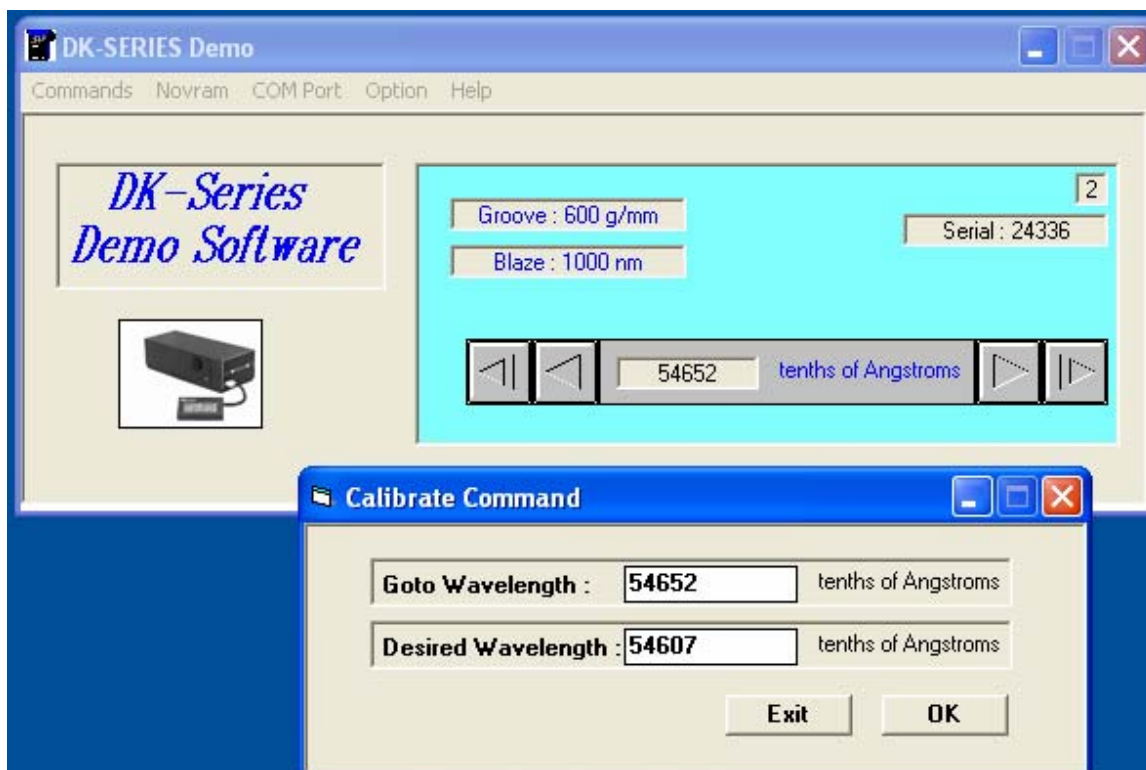 DK-SERIES Demo
Commands Novram COM Port Option Help
DK-Series
Demo Software
2
Groove : 600 g/mm
Serial : 24336
Blaze : 1000 nm
54652 tenths of Angstroms
Calibrate Command
Goto Wavelength : 54652 tenths of Angstroms
Desired Wavelength : 54607 tenths of Angstroms
Exit OK